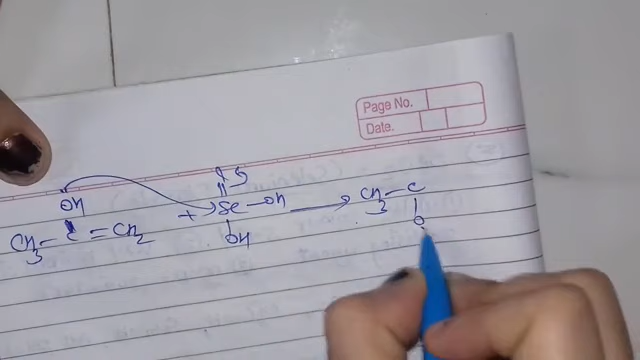 Page No.
Date.
OH
CH3-C=CH2
+
O
Se-OH
OH
CH3-C
O